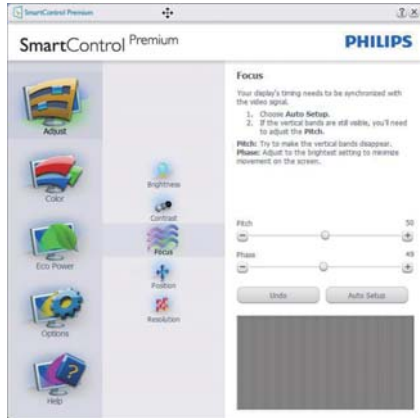 SmartControl Premium
SmartControl Premium
PHILIPS
Adjust
Color
Eco Power
Options
Help
Brightness
Contrast
Focus
Position
Resolution
Focus
Your display's timing needs to be synchronized with
the video signal.
1. Choose Auto Setup.
2. If the vertical bands are still visible, you'll need
to adjust the Pitch.
Pitch: Try to make the vertical bands disappear.
Phase: Adjust to the brightest setting to minimize
movement on the screen.
Pitch 50
Phase 49
Undo Auto Setup